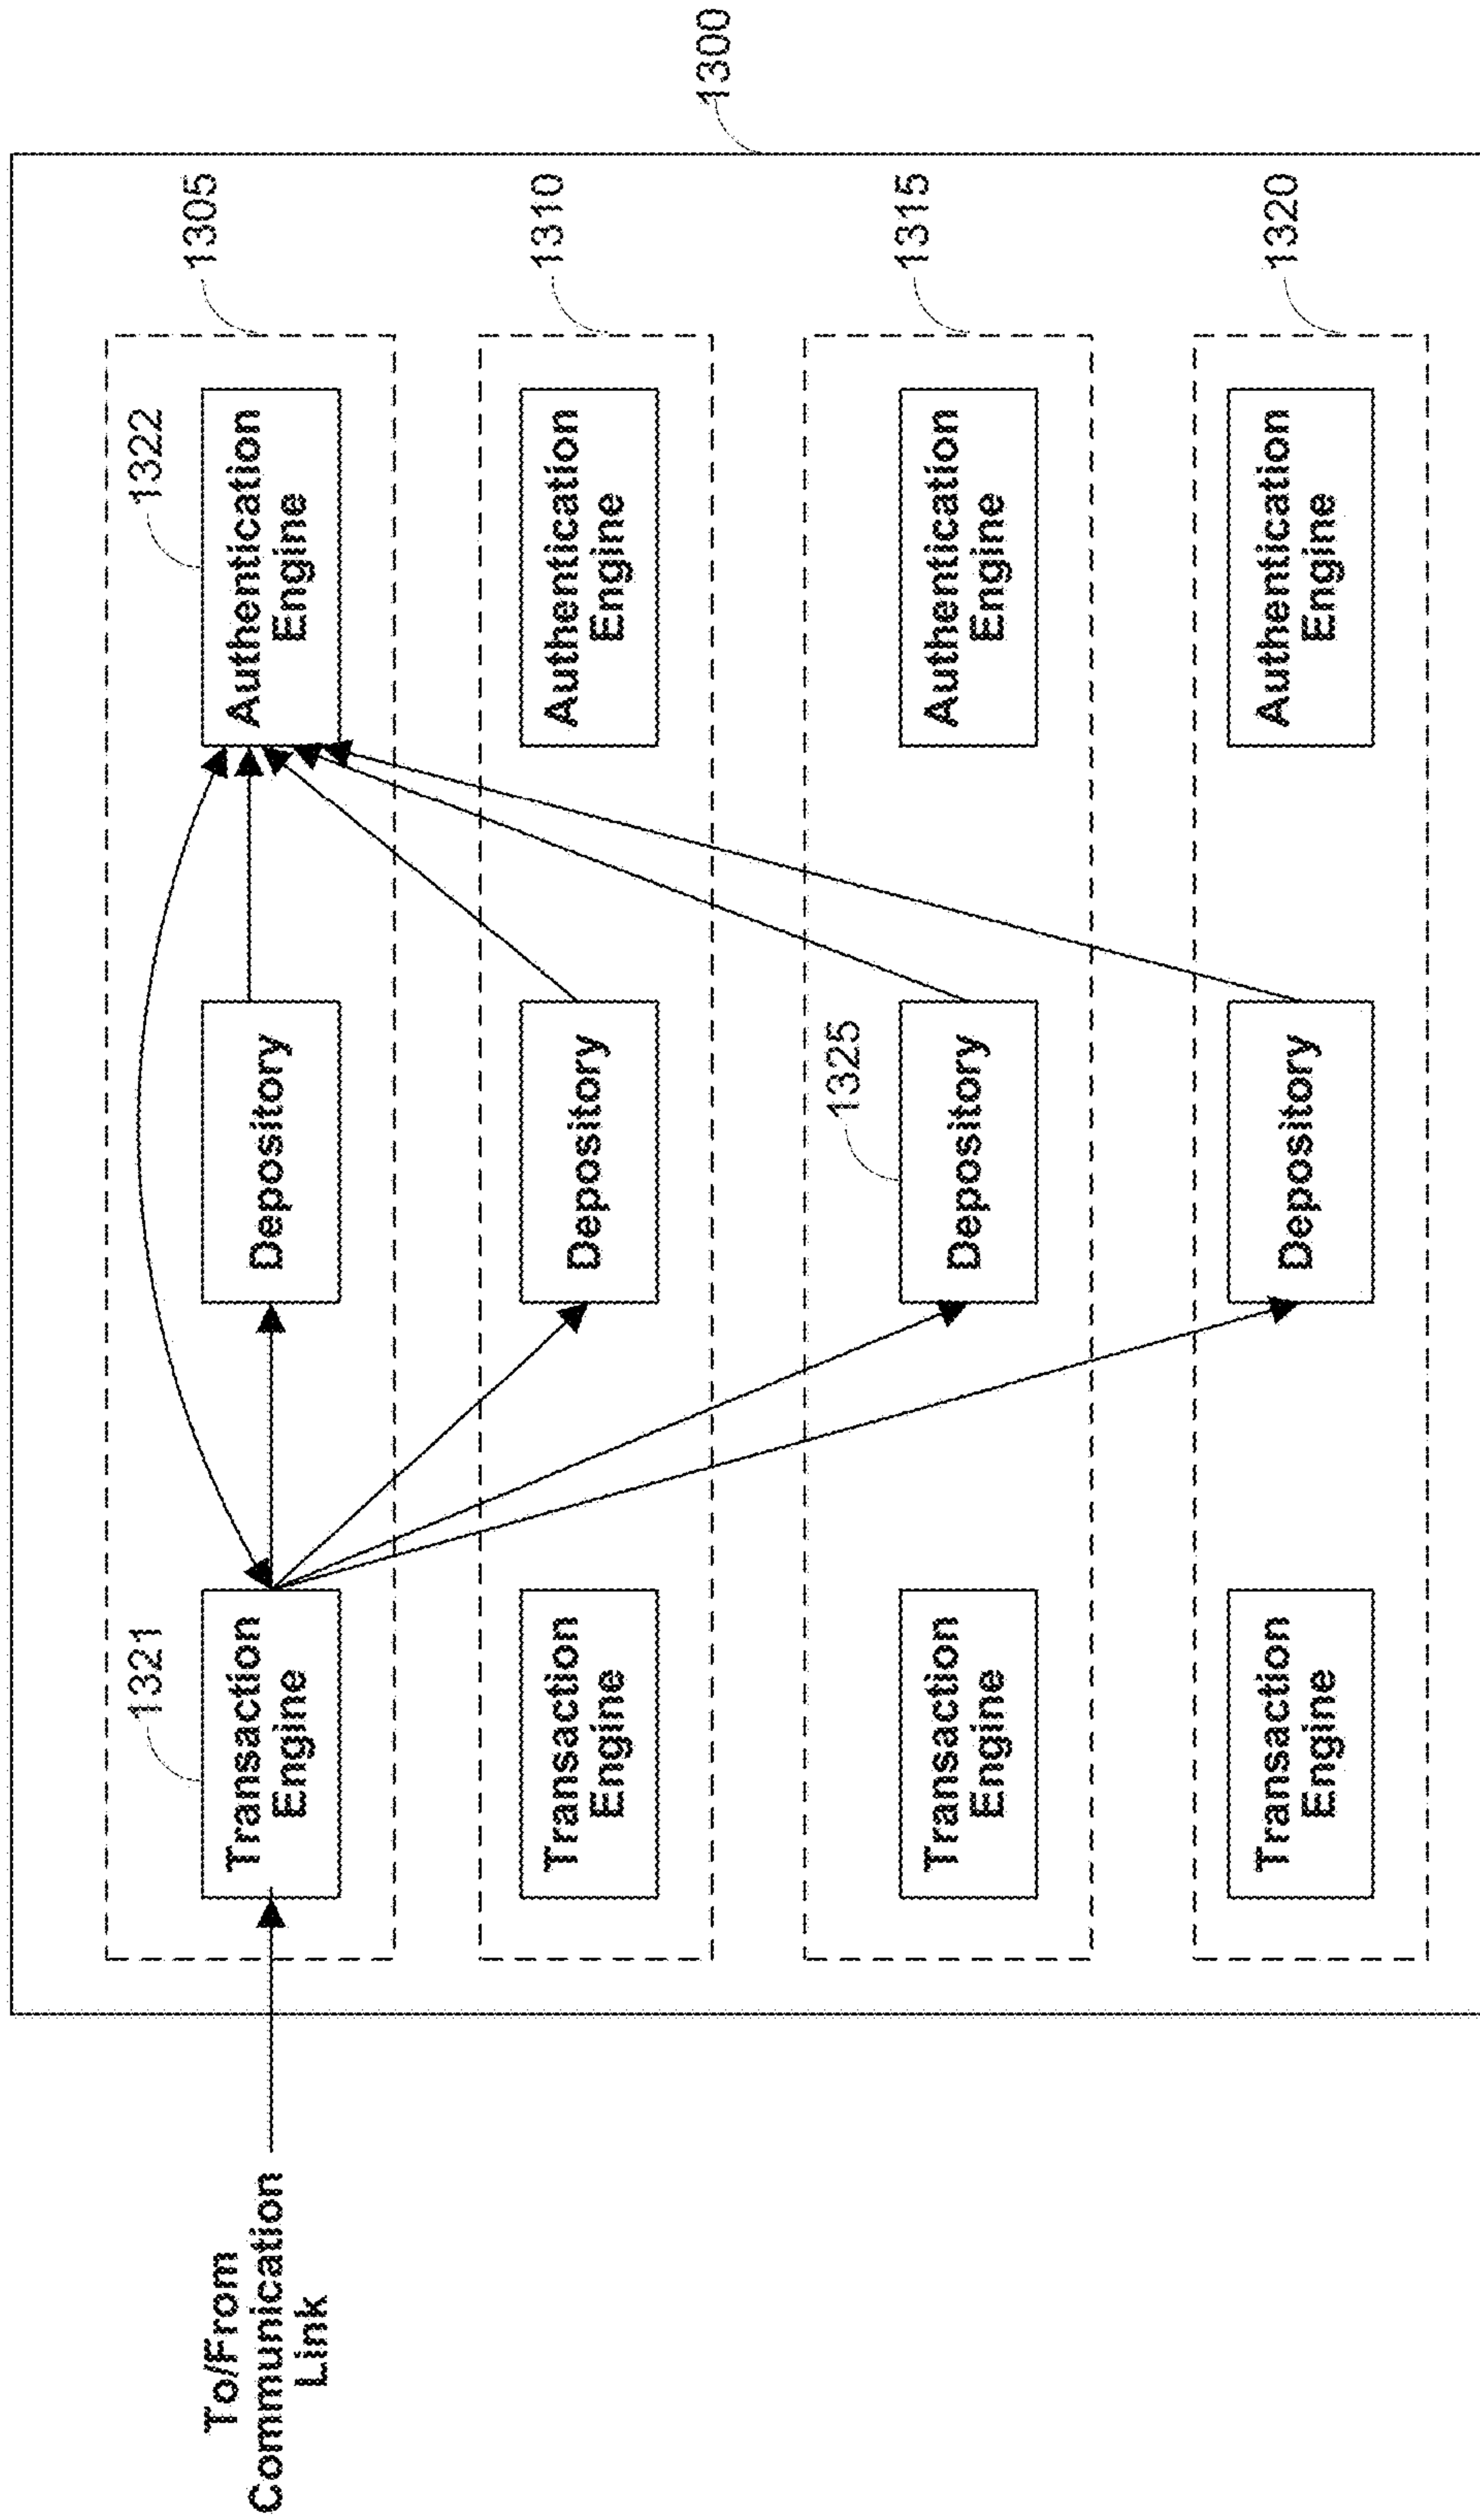 1300
1305
1322
Authentication
Engine
Depository
1321
Transaction
Engine
To/From
Communication
Link
1310
Authentication
Engine
Depository
Transaction
Engine
1315
Authentication
Engine
1325
Depository
Transaction
Engine
1320
Authentication
Engine
Depository
Transaction
Engine